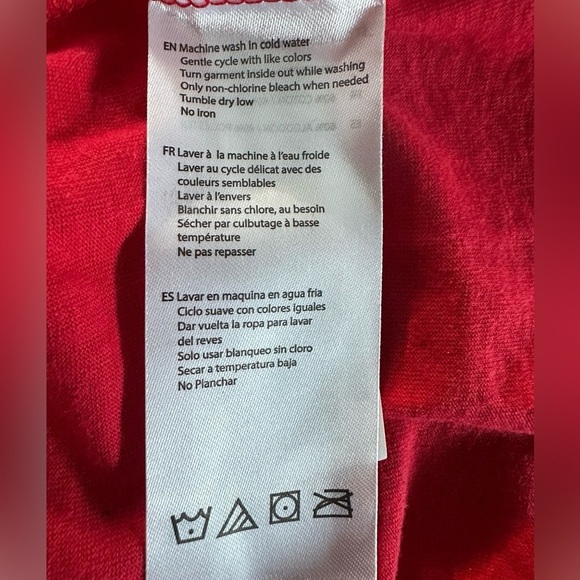 EN Machine wash in cold water
Gentle cycle with like colors
Turn garment inside out while washing
Only non-chlorine bleach when needed
Tumble dry low
No iron
FR Laver à la machine à l'eau froide
Laver au cycle délicat avec des
couleurs semblables
Laver à l'envers
Blanchir sans chlore, au besoin
Sécher par culbutage à basse
température
Ne pas repasser
ES Lavar en maquina en agua fria
Ciclo suave con colores iguales
Dar vuelta la ropa para lavar
del reves
Solo usar blanqueo sin cloro
Secar a temperatura baja
No Planchar